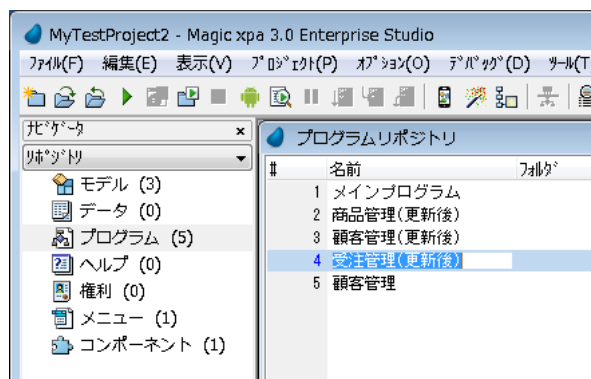 MyTestProject2 - Magic xpa 3.0 Enterprise Studio
ﾌｧｲﾙ(F) 編集(E) 表示(V) ﾌﾟﾛｼﾞｪｸﾄ(P) ｵﾌﾟｼｮﾝ(O) ﾃﾞﾊﾞｯｸﾞ(D) ﾂｰﾙ(T
ﾅﾋﾞｹﾞｰﾀ
ﾘﾎﾟｼﾞﾄﾘ
モデル (3)
データ (0)
プログラム (5)
ヘルプ (0)
権利 (0)
メニュー (1)
コンポーネント (1)
プログラムリポジトリ
# 名前 ﾌｫﾙﾀﾞ
1 メインプログラム
2 商品管理(更新後)
3 顧客管理(更新後)
4 受注管理(更新後)
5 顧客管理